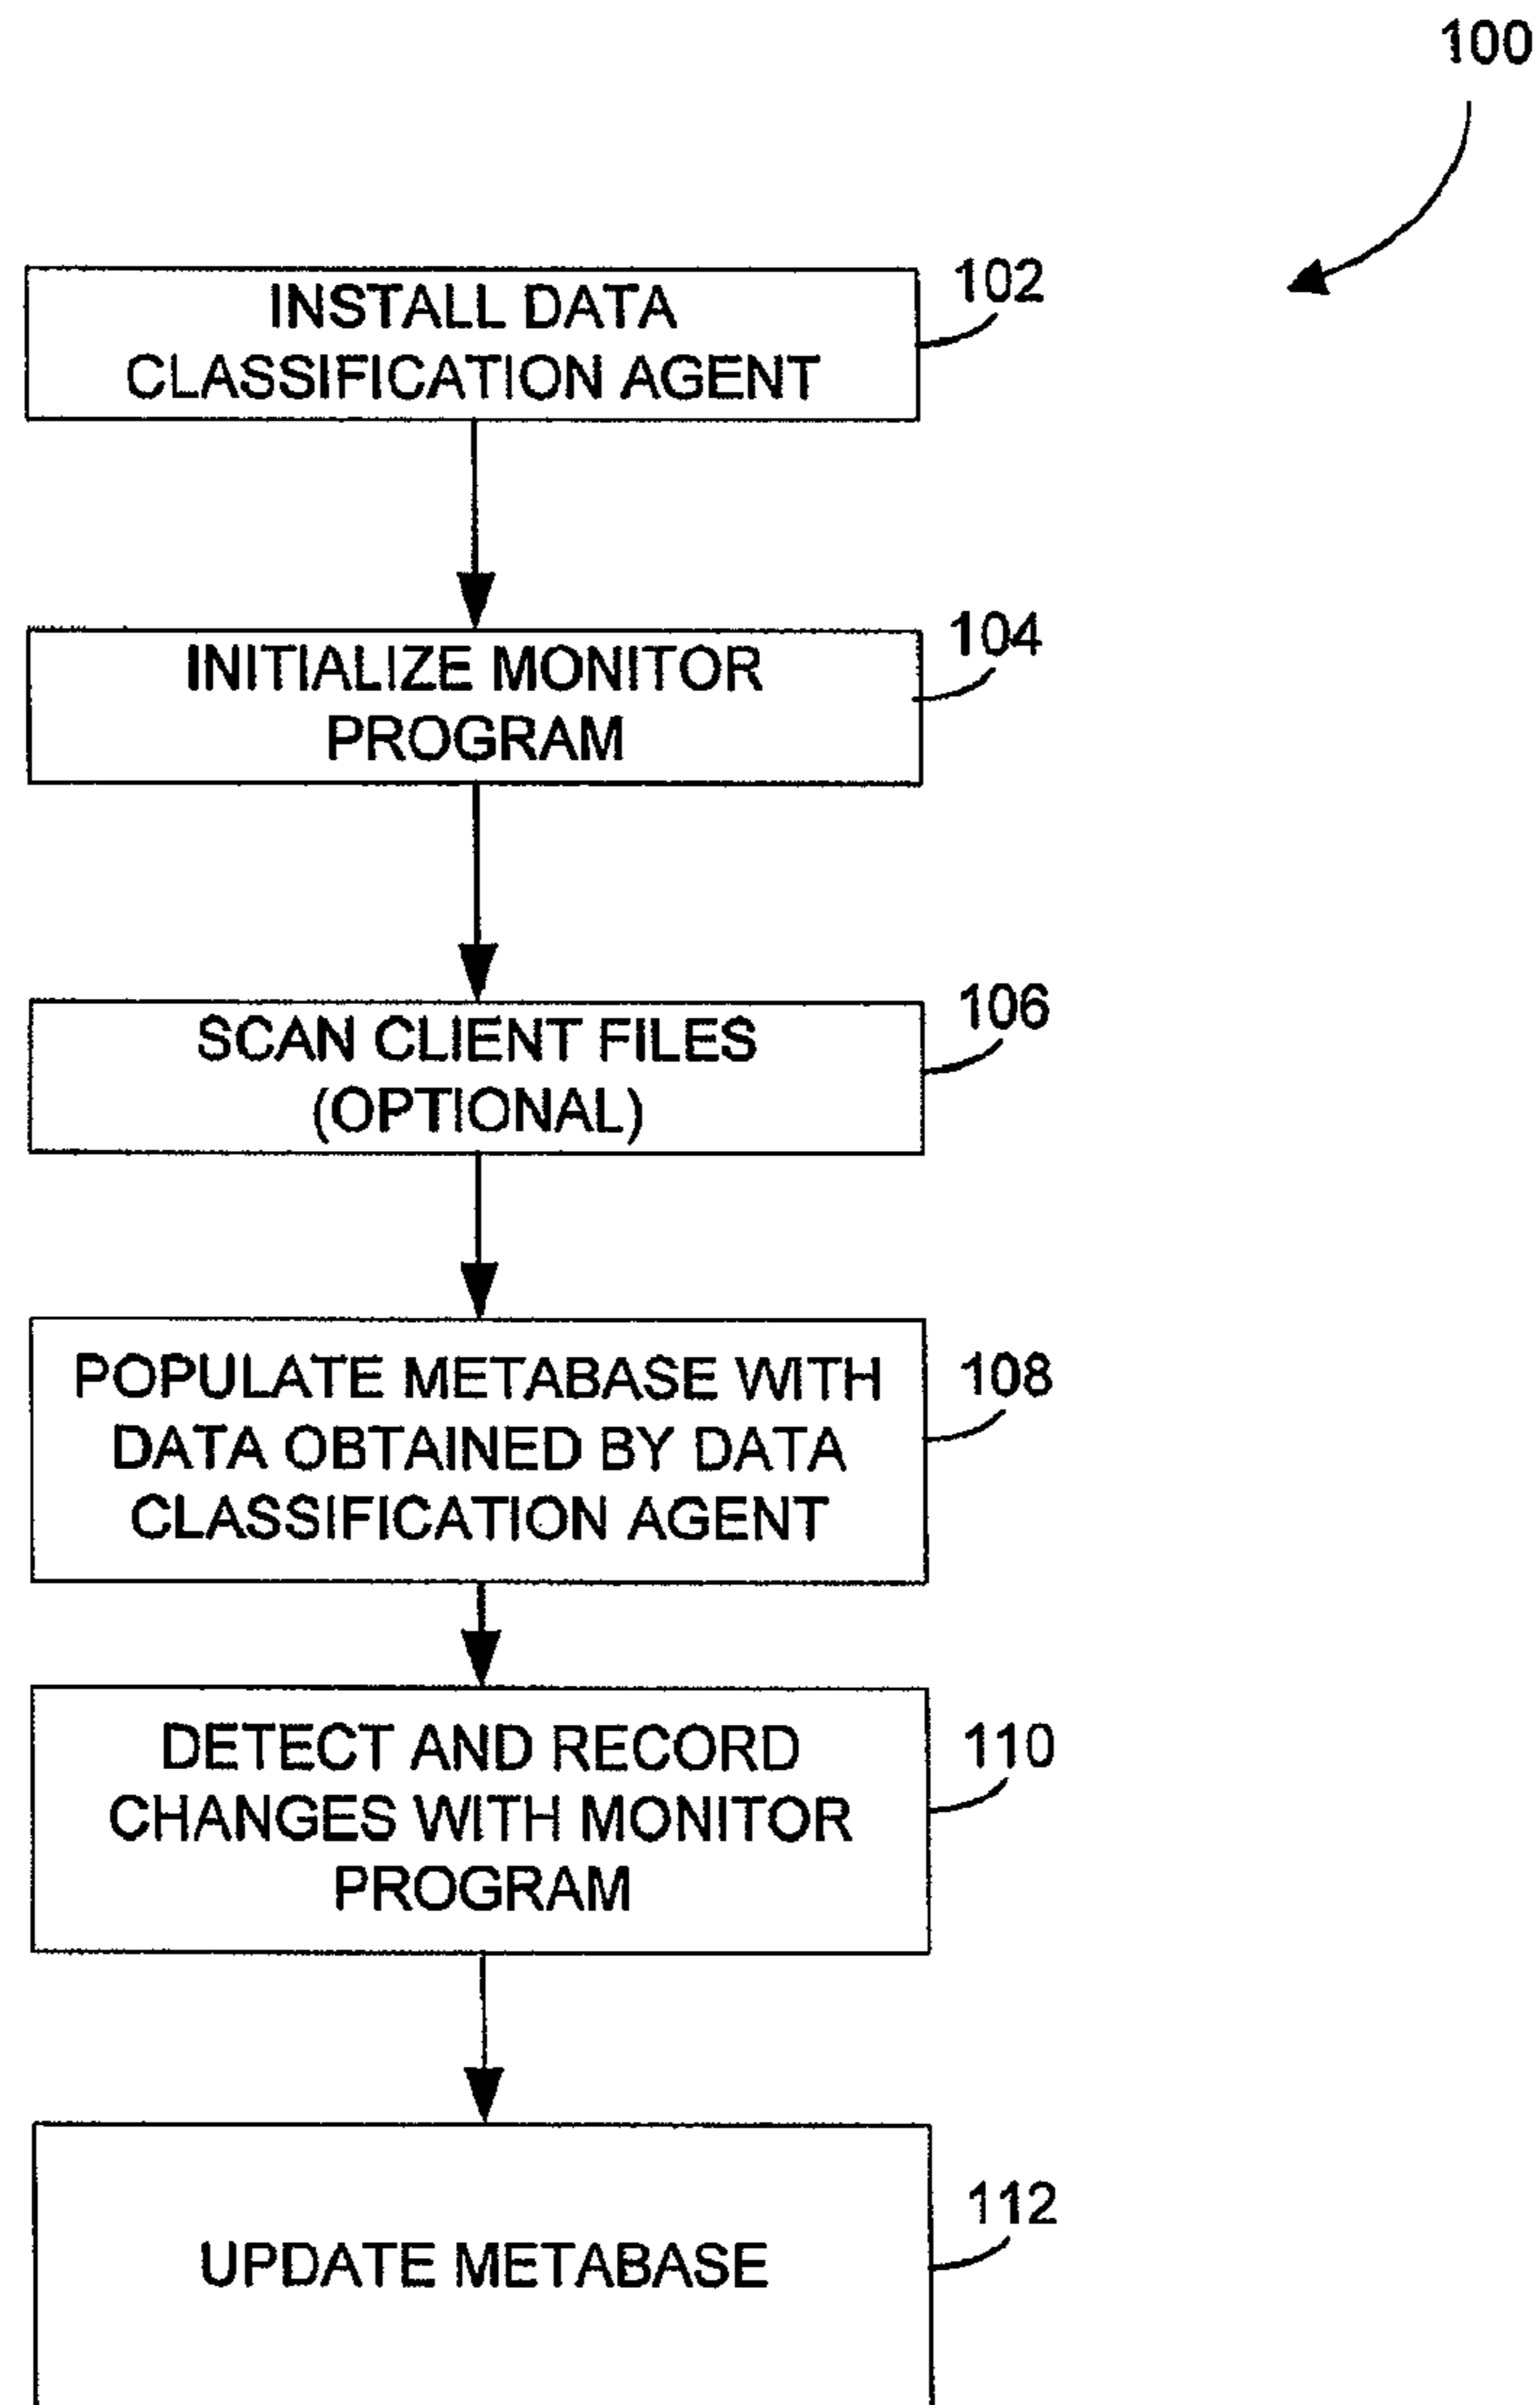 100
102
INSTALL DATA
CLASSIFICATION AGENT
104
INITIALIZE MONITOR
PROGRAM
106
SCAN CLIENT FILES
(OPTIONAL)
108
POPULATE METABASE WITH
DATA OBTAINED BY DATA
CLASSIFICATION AGENT
110
DETECT AND RECORD
CHANGES WITH MONITOR
PROGRAM
112
UPDATE METABASE